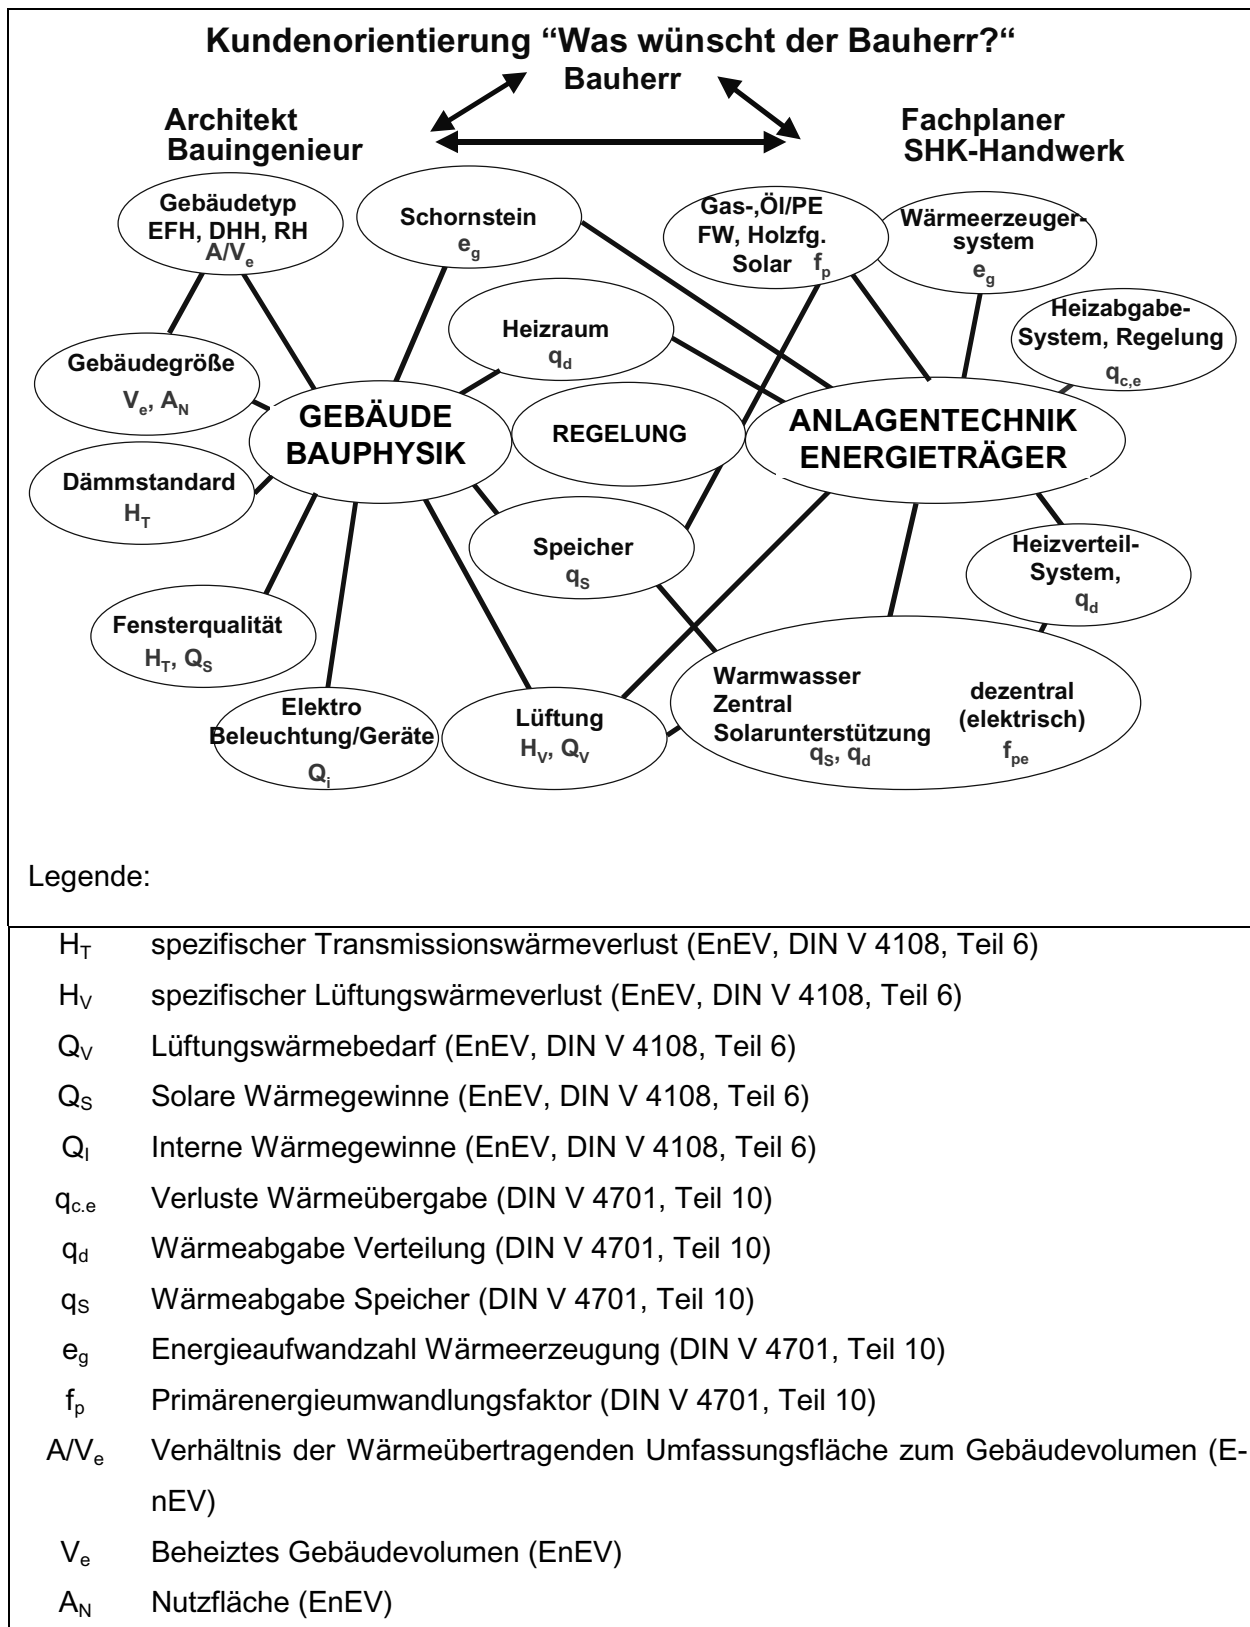 Kundenorientierung “Was wünscht der Bauherr?“
Bauherr
Architekt
Bauingenieur
Fachplaner
SHK-Handwerk
Gebäudetyp
EFH, DHH, RH
A/Ve
Schornstein
eg
Gas-,Öl/PE
FW, Holzfg.
Solar fp
Wärmeerzeuger-
system
eg
Heizraum
qd
Heizabgabe-
System, Regelung
qc,e
Gebäudegröße
Ve, AN
GEBÄUDE
BAUPHYSIK
REGELUNG
ANLAGENTECHNIK
ENERGIETRÄGER
Dämmstandard
HT
Speicher
qS
Heizverteil-
System,
qd
Fensterqualität
HT, QS
Elektro
Beleuchtung/Geräte
Qi
Lüftung
HV, QV
Warmwasser
Zentral
Solarunterstützung
qS, qd
dezentral
(elektrisch)
fpe
Legende:
HT spezifischer Transmissionswärmeverlust (EnEV, DIN V 4108, Teil 6)
HV spezifischer Lüftungswärmeverlust (EnEV, DIN V 4108, Teil 6)
QV Lüftungswärmebedarf (EnEV, DIN V 4108, Teil 6)
QS Solare Wärmegewinne (EnEV, DIN V 4108, Teil 6)
QI Interne Wärmegewinne (EnEV, DIN V 4108, Teil 6)
qc.e Verluste Wärmeübergabe (DIN V 4701, Teil 10)
qd Wärmeabgabe Verteilung (DIN V 4701, Teil 10)
qS Wärmeabgabe Speicher (DIN V 4701, Teil 10)
eg Energieaufwandzahl Wärmeerzeugung (DIN V 4701, Teil 10)
fp Primärenergieumwandlungsfaktor (DIN V 4701, Teil 10)
A/Ve Verhältnis der Wärmeübertragenden Umfassungsfläche zum Gebäudevolumen (E-
nEV)
Ve Beheiztes Gebäudevolumen (EnEV)
AN Nutzfläche (EnEV)